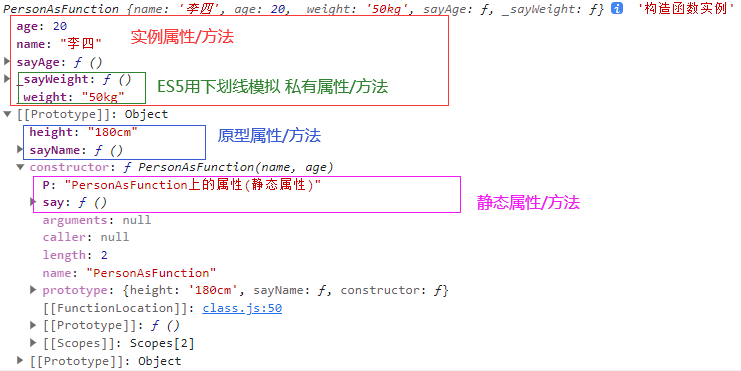 PersonAsFunction {name: '李四', age: 20, _weight: '50kg', sayAge: ƒ, _sayWeight: ƒ} i '构造函数实例'
age: 20
实例属性/方法
name: "李四"
▶ sayAge: ƒ ()
▶ _sayWeight: ƒ ()
ES5用下划线模拟 私有属性/方法
_weight: "50kg"
▼ [[Prototype]]: Object
height: "180cm"
原型属性/方法
▶ sayName: ƒ ()
▼ constructor: ƒ PersonAsFunction(name, age)
P: "PersonAsFunction上的属性(静态属性)"
▶ say: ƒ ()
静态属性/方法
arguments: null
caller: null
length: 2
name: "PersonAsFunction"
▶ prototype: {height: '180cm', sayName: ƒ, constructor: ƒ}
[[FunctionLocation]]: class.js:50
▶ [[Prototype]]: ƒ ()
▶ [[Scopes]]: Scopes[2]
▶ [[Prototype]]: Object